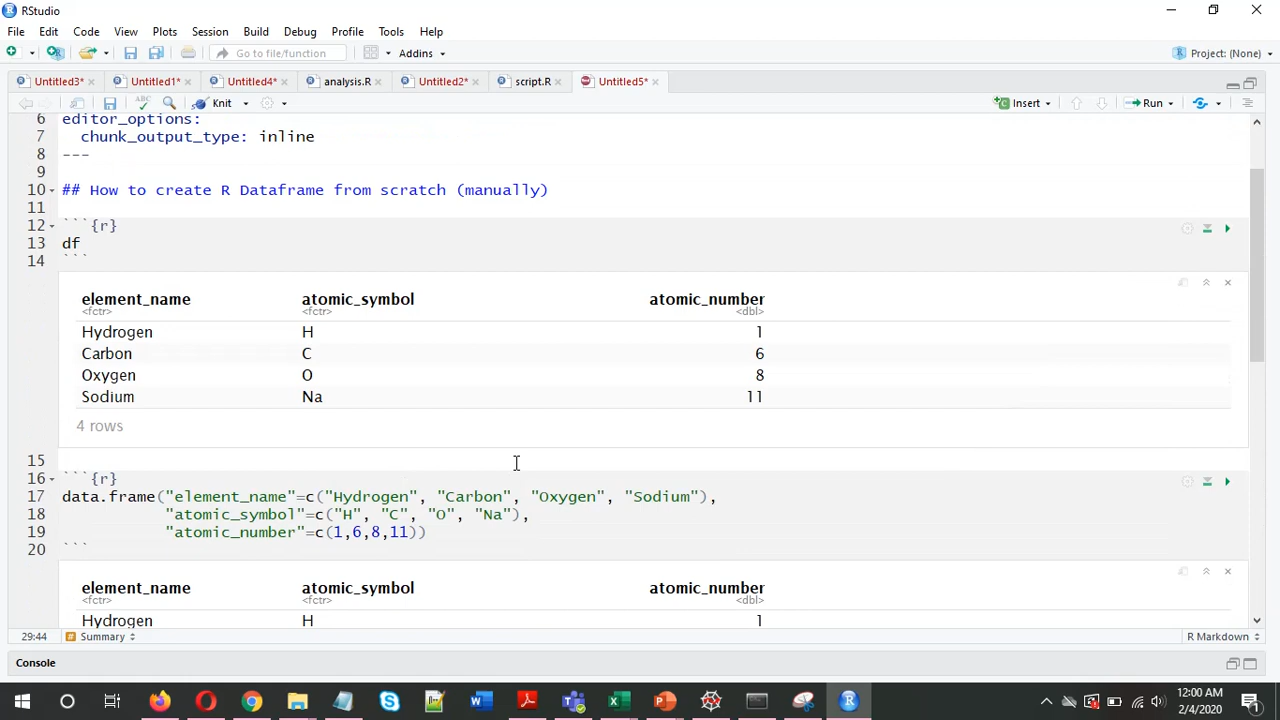 RStudio
File Edit Code View Plots Session Build Debug Profile Tools Help
Go to file/function Addins Project: (None)
Untitled3* Untitled1* Untitled4* analysis.R Untitled2* script.R Untitled5*
ABC Knit Insert Run
6 editor_options:
7 chunk_output_type: inline
8 ---
9
10 ## How to create R Dataframe from scratch (manually)
11
12 ```{r}
13 df
14 ```
element_name atomic_symbol atomic_number
<fctr> <fctr> <dbl>
Hydrogen H 1
Carbon C 6
Oxygen O 8
Sodium Na 11
4 rows
15
16 ```{r}
17 data.frame("element_name"=c("Hydrogen", "Carbon", "Oxygen", "Sodium"),
18 "atomic_symbol"=c("H", "C", "O", "Na"),
19 "atomic_number"=c(1,6,8,11))
20 ```
element_name atomic_symbol atomic_number
<fctr> <fctr> <dbl>
Hydrogen H 1
29:44 # Summary R Markdown
Console
12:00 AM
2/4/2020